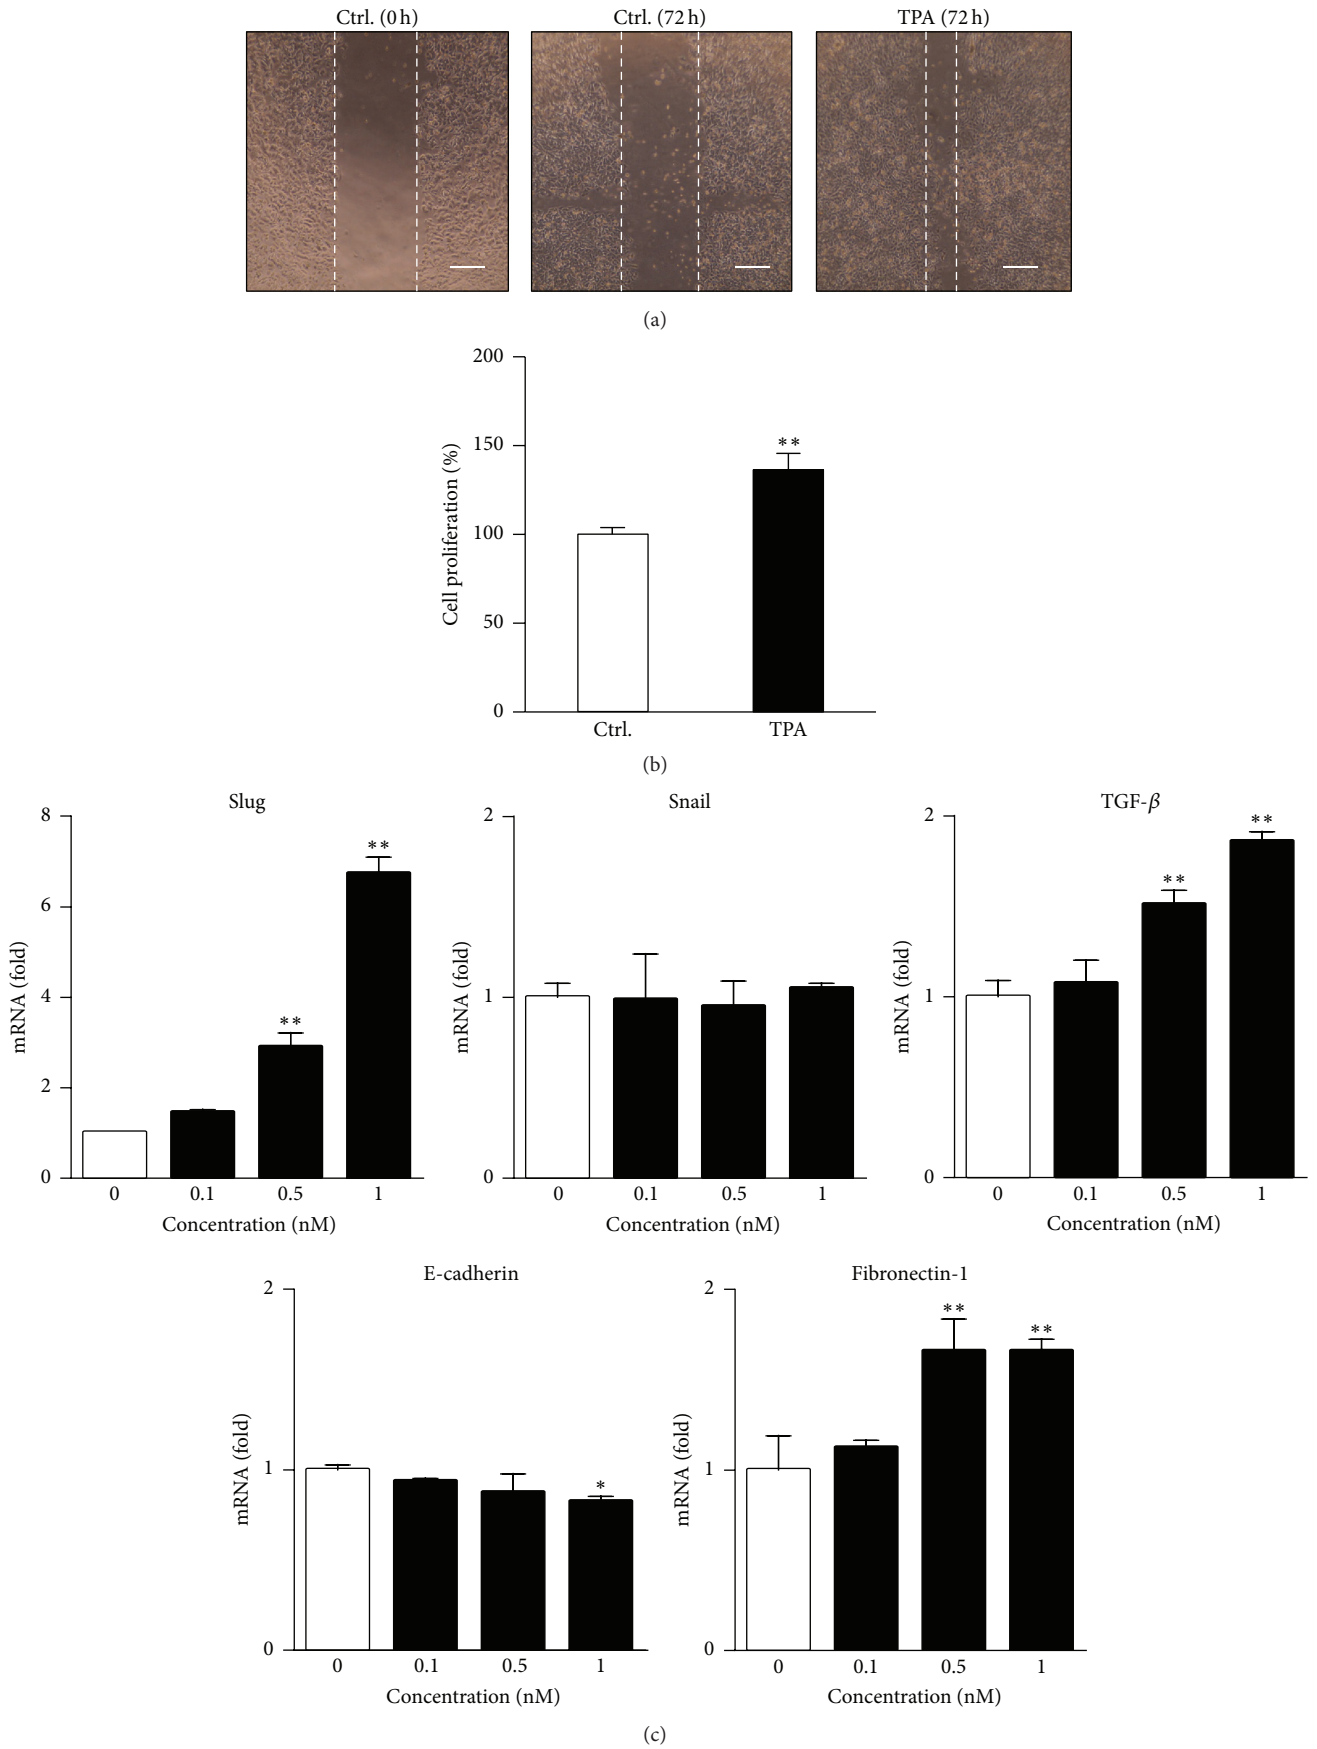 Ctrl. (0 h) Ctrl. (72 h) TPA (72 h)
(a)
200
150
100
50
0
Cell proliferation (%)
**
Ctrl. TPA
(b)
Slug
8
6
4
2
0
mRNA (fold)
**
**
0 0.1 0.5 1
Concentration (nM)
Snail
2
1
0
mRNA (fold)
0 0.1 0.5 1
Concentration (nM)
TGF-β
2
1
0
mRNA (fold)
**
**
0 0.1 0.5 1
Concentration (nM)
E-cadherin
2
1
0
mRNA (fold)
*
0 0.1 0.5 1
Concentration (nM)
Fibronectin-1
2
1
0
mRNA (fold)
**
**
0 0.1 0.5 1
Concentration (nM)
(c)